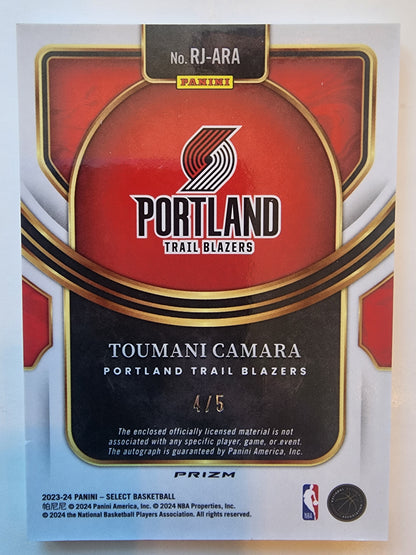 No. RJ-ARA
PANINI
PORTLAND
TRAIL BLAZERS
TOUMANI CAMARA
PORTLAND TRAIL BLAZERS
4/5
The enclosed officially licensed material is not
associated with any specific player, game, or event.
The autograph is guaranteed by Panini America, Inc.
PRIZM
2023-24 PANINI – SELECT BASKETBALL
帕尼尼 © 2024 Panini America, Inc. © 2024 NBA Properties, Inc.
© 2024 the National Basketball Players Association. All rights reserved.
NBA